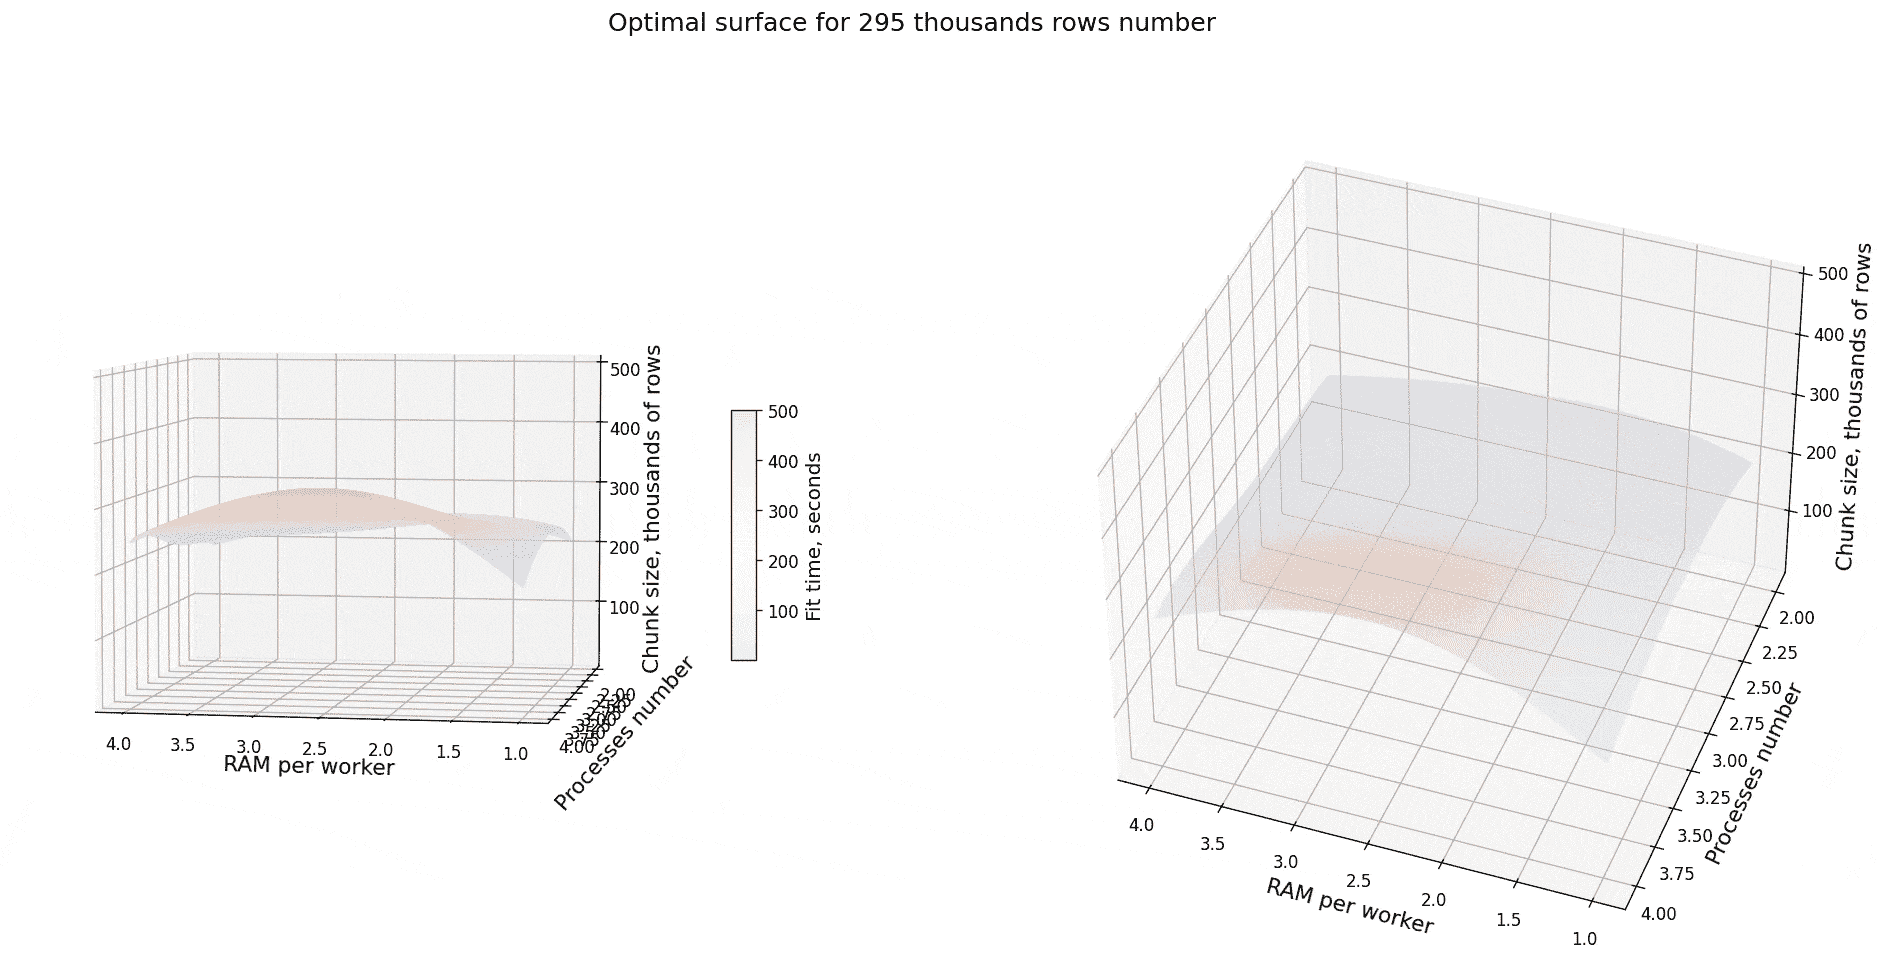 Optimal surface for 295 thousands rows number
500
400
300
200
100
Chunk size, thousands of rows
2.00
4.00
Processes number
4.0 3.5 3.0 2.5 2.0 1.5 1.0
RAM per worker
500
400
300
200
100
Fit time, seconds
500
400
300
200
100
Chunk size, thousands of rows
2.00
2.25
2.50
2.75
3.00
3.25
3.50
3.75
4.00
Processes number
4.0 3.5 3.0 2.5 2.0 1.5 1.0
RAM per worker